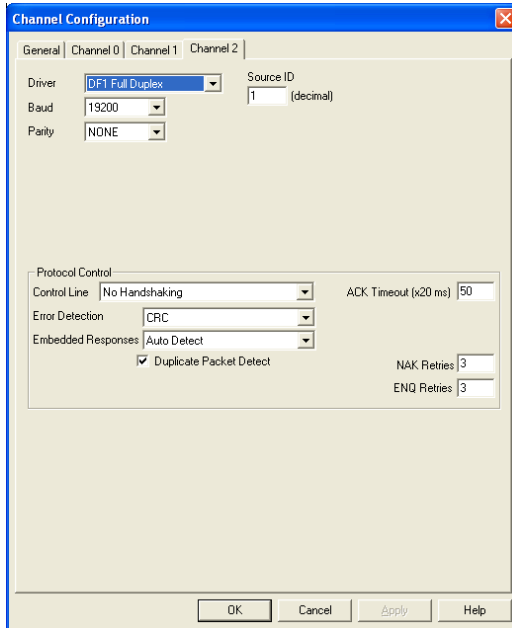 Channel Configuration
General Channel 0 Channel 1 Channel 2
Driver DF1 Full Duplex Source ID
1 (decimal)
Baud 19200
Parity NONE
Protocol Control
Control Line No Handshaking ACK Timeout (x20 ms) 50
Error Detection CRC
Embedded Responses Auto Detect
Duplicate Packet Detect NAK Retries 3
ENQ Retries 3
OK Cancel Apply Help